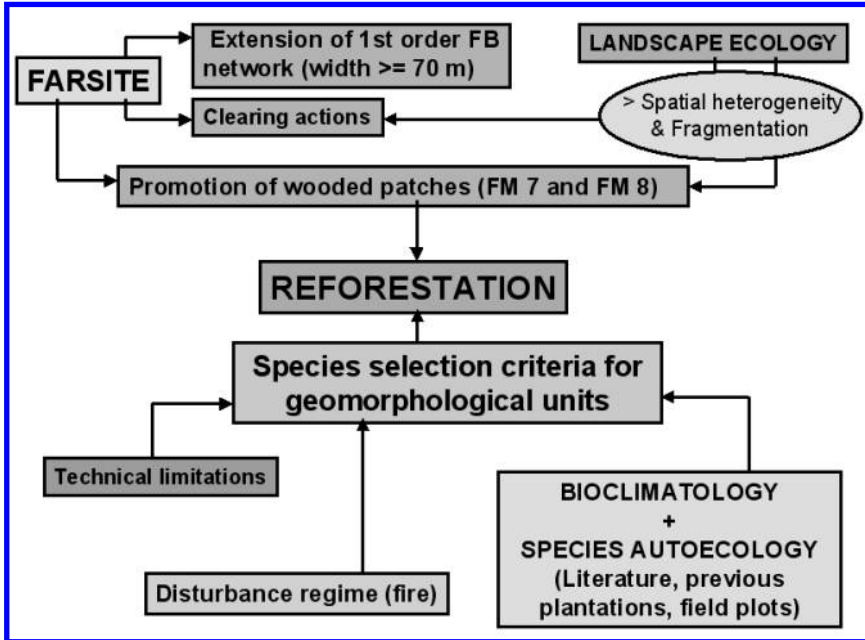 Extension of 1st order FB
network (width >= 70 m)
LANDSCAPE ECOLOGY
FARSITE
> Spatial heterogeneity
& Fragmentation
Clearing actions
Promotion of wooded patches (FM 7 and FM 8)
REFORESTATION
Species selection criteria for
geomorphological units
Technical limitations
BIOCLIMATOLOGY
+
SPECIES AUTOECOLOGY
(Literature, previous
plantations, field plots)
Disturbance regime (fire)